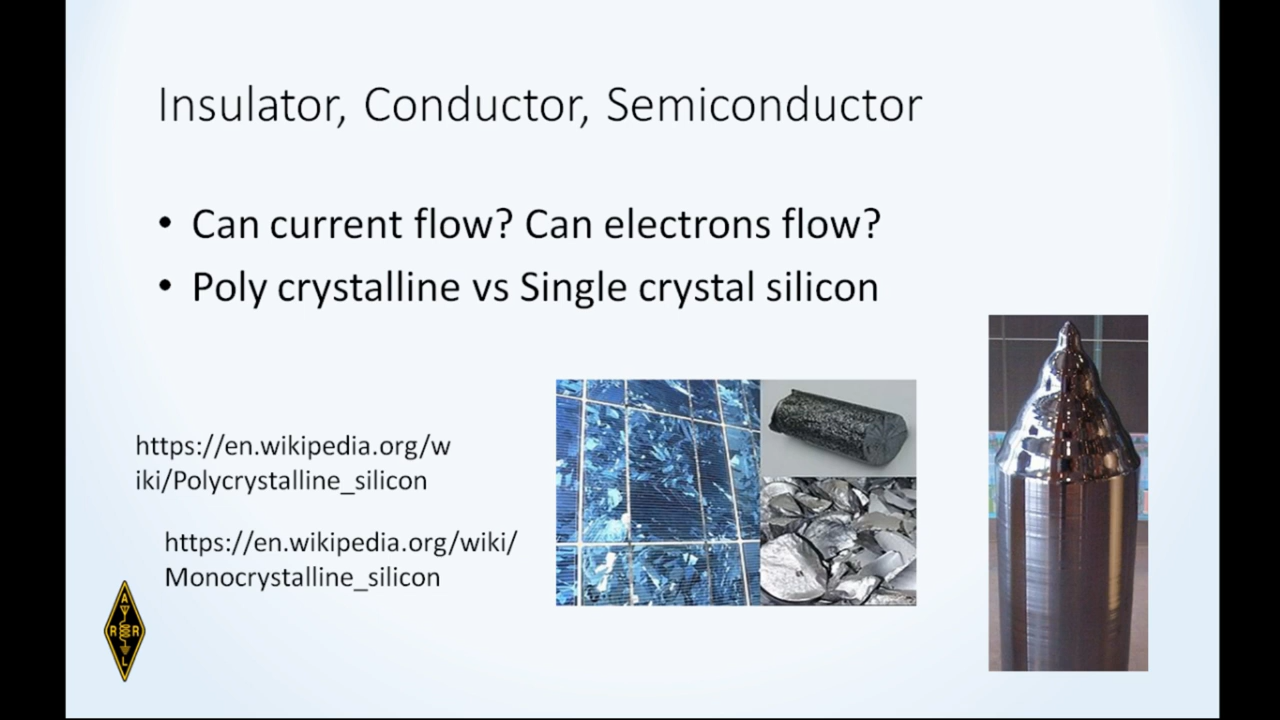 Insulator, Conductor, Semiconductor
• Can current flow? Can electrons flow?
• Poly crystalline vs Single crystal silicon
https://en.wikipedia.org/w
iki/Polycrystalline_silicon
https://en.wikipedia.org/wiki/
Monocrystalline_silicon
A
R R
L